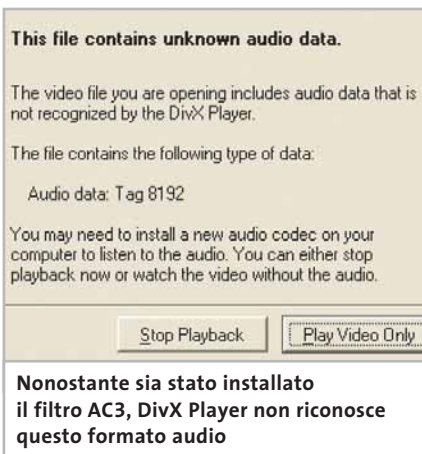 This file contains unknown audio data.
The video file you are opening includes audio data that is
not recognized by the DivX Player.
The file contains the following type of data:
Audio data: Tag 8192
You may need to install a new audio codec on your
computer to listen to the audio. You can either stop
playback now or watch the video without the audio.
Stop Playback Play Video Only
Nonostante sia stato installato
il filtro AC3, DivX Player non riconosce
questo formato audio